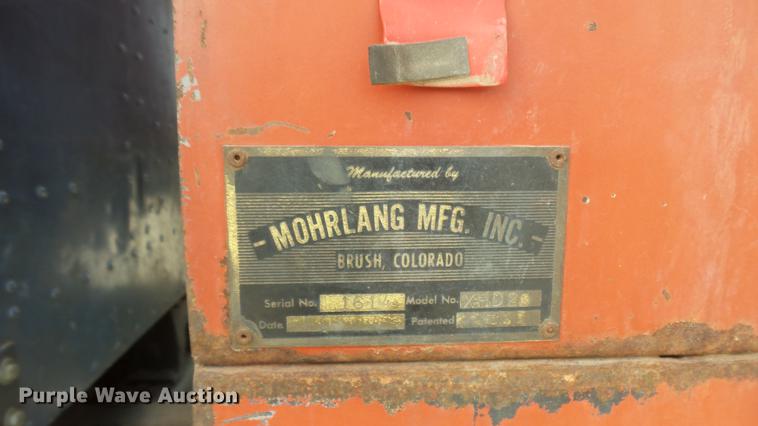 Manufactured by
- MOHRLANG MFG. INC. -
BRUSH, COLORADO
Serial No. Model No.
Date Patented
Purple Wave Auction